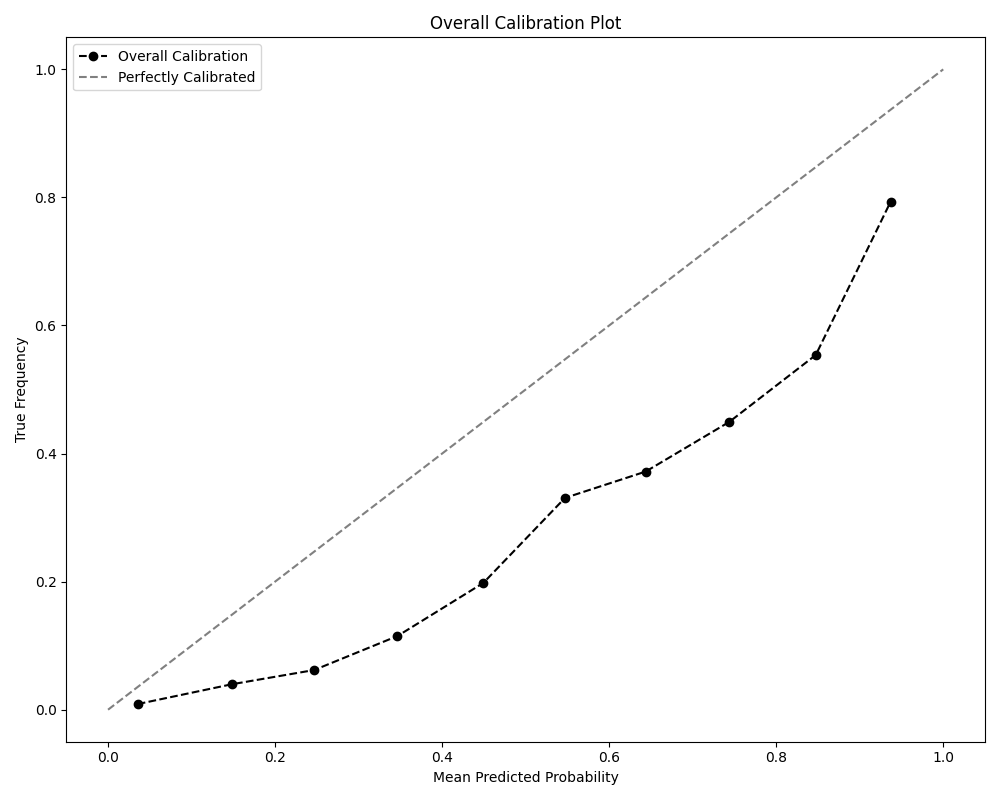 Overall Calibration Plot
Overall Calibration
Perfectly Calibrated
True Frequency
1.0
0.8
0.6
0.4
0.2
0.0
0.0 0.2 0.4 0.6 0.8 1.0
Mean Predicted Probability